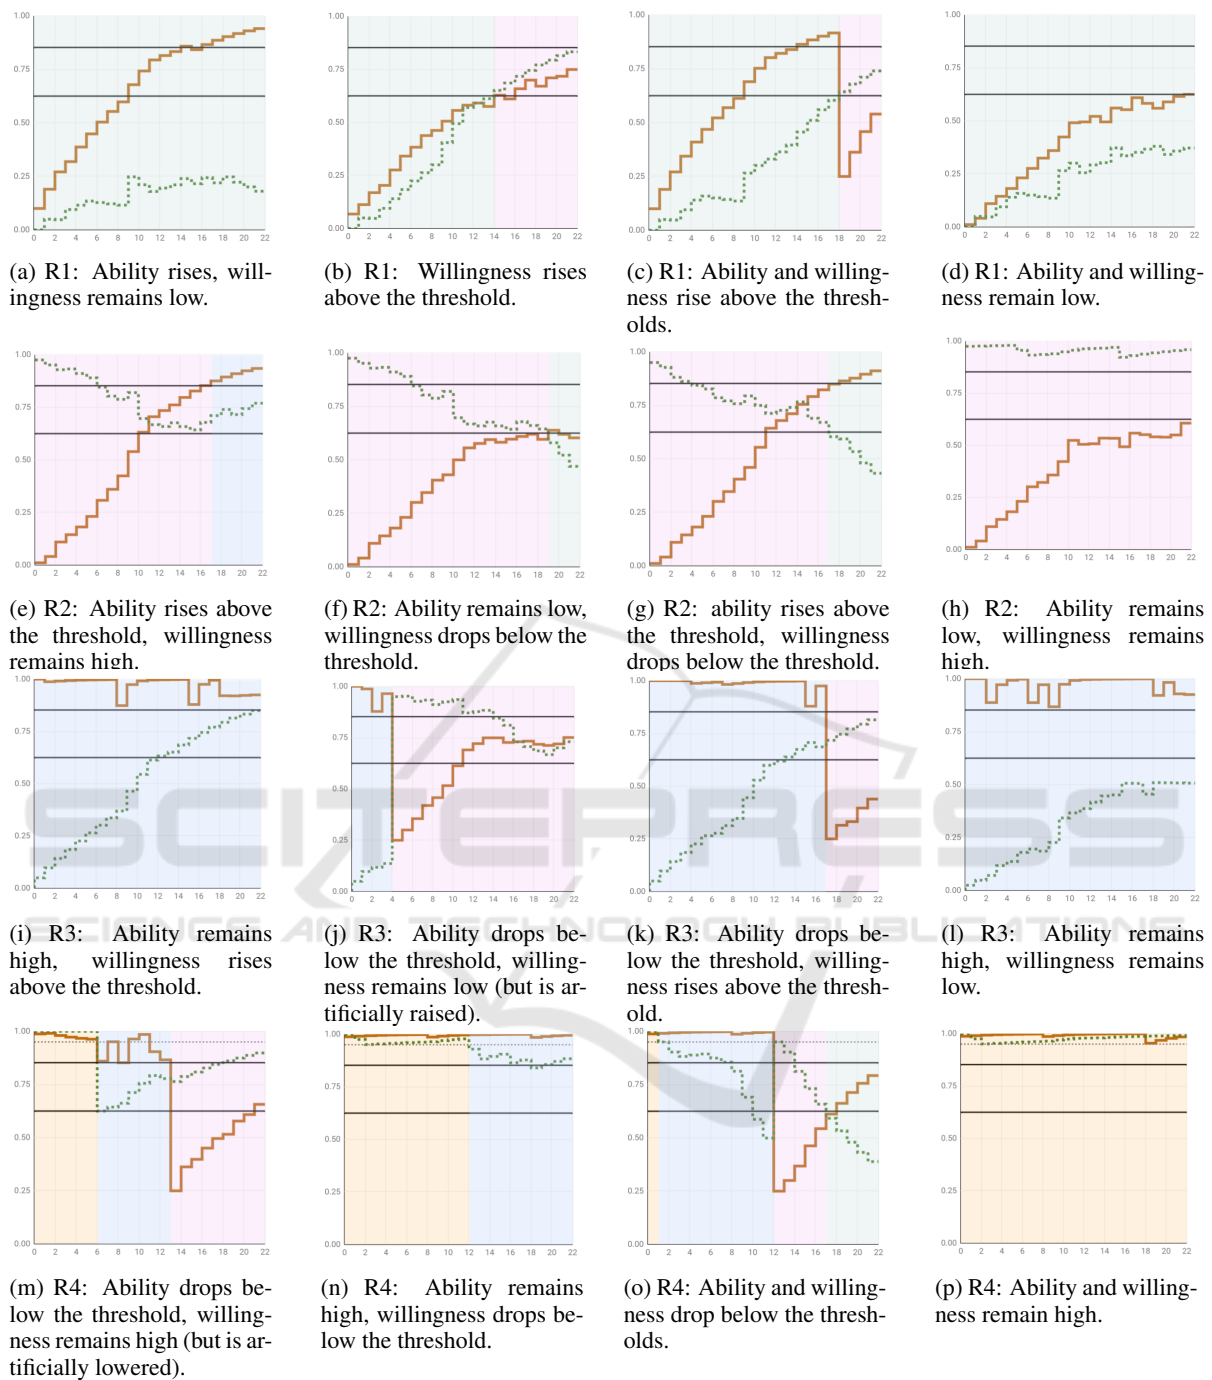 (a) R1: Ability rises, will-
ingness remains low.
(b) R1: Willingness rises
above the threshold.
(c) R1: Ability and willing-
ness rise above the thresh-
olds.
(d) R1: Ability and willing-
ness remain low.
(e) R2: Ability rises above
the threshold, willingness
remains high.
(f) R2: Ability remains low,
willingness drops below the
threshold.
(g) R2: ability rises above
the threshold, willingness
drops below the threshold.
(h) R2: Ability remains
low, willingness remains
high.
(i) R3: Ability remains
high, willingness rises
above the threshold.
(j) R3: Ability drops be-
low the threshold, willing-
ness remains low (but is ar-
tificially raised).
(k) R3: Ability drops be-
low the threshold, willing-
ness rises above the thresh-
old.
(l) R3: Ability remains
high, willingness remains
low.
(m) R4: Ability drops be-
low the threshold, willing-
ness remains high (but is ar-
tificially lowered).
(n) R4: Ability remains
high, willingness drops be-
low the threshold.
(o) R4: Ability and willing-
ness drop below the thresh-
olds.
(p) R4: Ability and willing-
ness remain high.
SCITEPRESS
SCIENCE AND TECHNOLOGY PUBLICATIONS